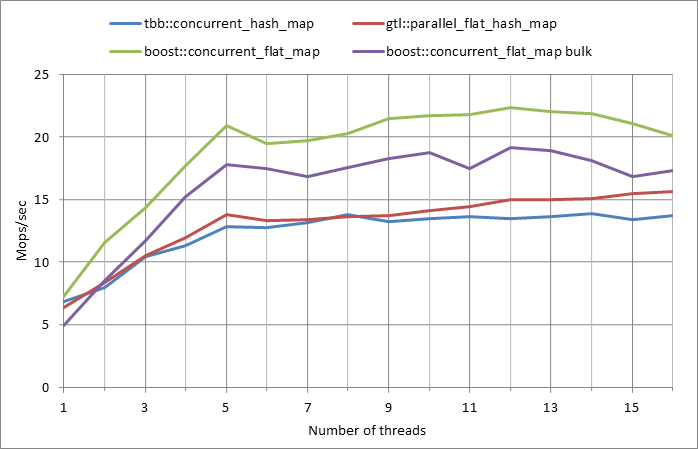 tbb::concurrent_hash_map gtl::parallel_flat_hash_map
boost::concurrent_flat_map boost::concurrent_flat_map bulk
25
20
15
10
5
0
Mops/sec
1 3 5 7 9 11 13 15
Number of threads